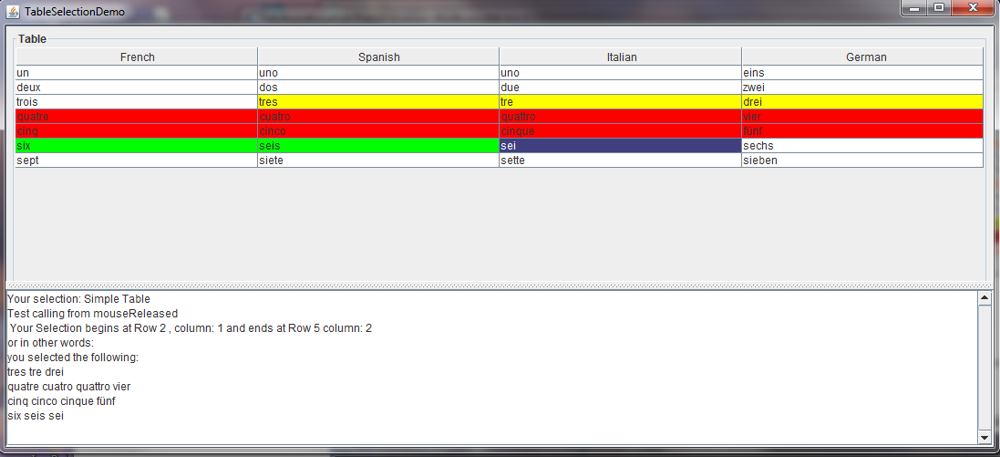 TableSelectionDemo
Table
French Spanish Italian German
un uno uno eins
deux dos due zwei
trois tres tre drei
quatre cuatro quattro vier
cinq cinco cinque fünf
six seis sei sechs
sept siete sette sieben
Your selection: Simple Table
Test calling from mouseReleased
Your Selection begins at Row 2 , column: 1 and ends at Row 5 column: 2
or in other words:
you selected the following:
tres tre drei
quatre cuatro quattro vier
cinq cinco cinque fünf
six seis sei